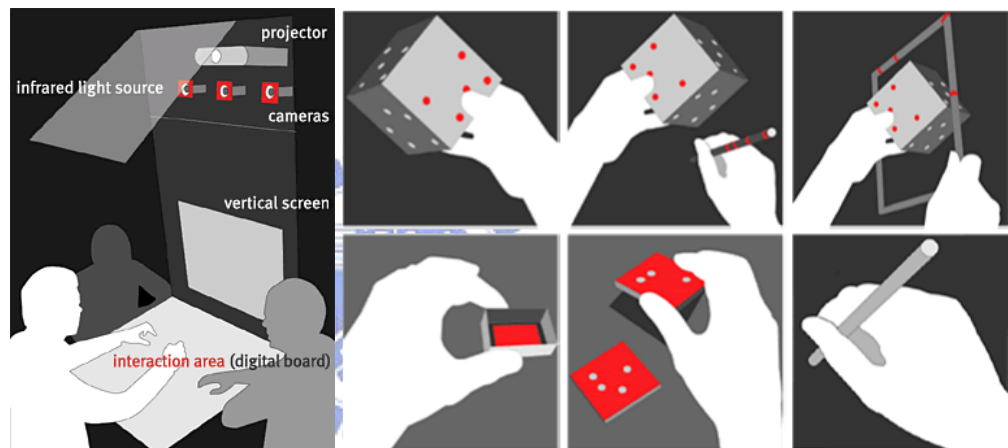 projector
infrared light source
cameras
vertical screen
interaction area (digital board)